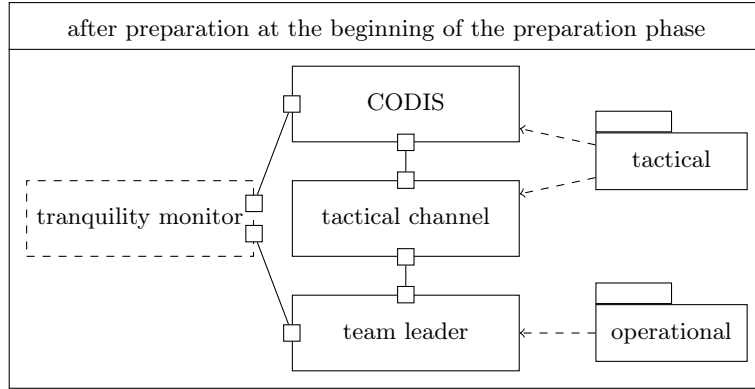 after preparation at the beginning of the preparation phase
CODIS
tactical
tranquility monitor
tactical channel
team leader
operational